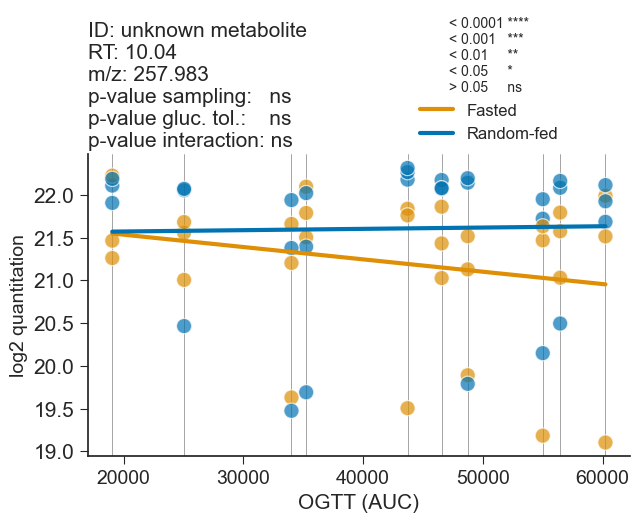 ID: unknown metabolite
RT: 10.04
m/z: 257.983
p-value sampling: ns
p-value gluc. tol.: ns
p-value interaction: ns
< 0.0001 ****
< 0.001 ***
< 0.01 **
< 0.05 *
> 0.05 ns
Fasted
Random-fed
log2 quantitation
22.0
21.5
21.0
20.5
20.0
19.5
19.0
20000 30000 40000 50000 60000
OGTT (AUC)